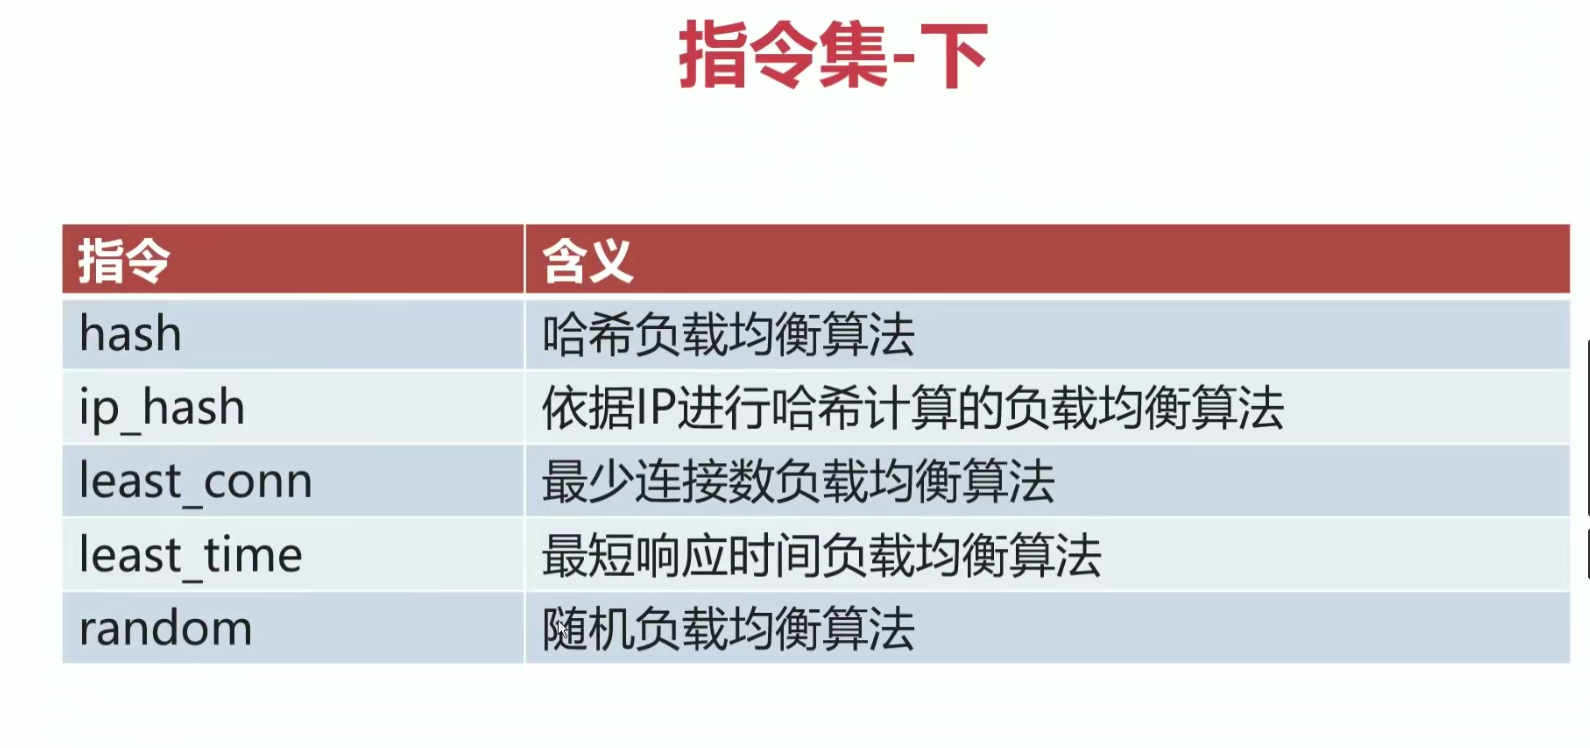 指令集-下
指令 含义
hash 哈希负载均衡算法
ip_hash 依据IP进行哈希计算的负载均衡算法
least_conn 最少连接数负载均衡算法
least_time 最短响应时间负载均衡算法
random 随机负载均衡算法